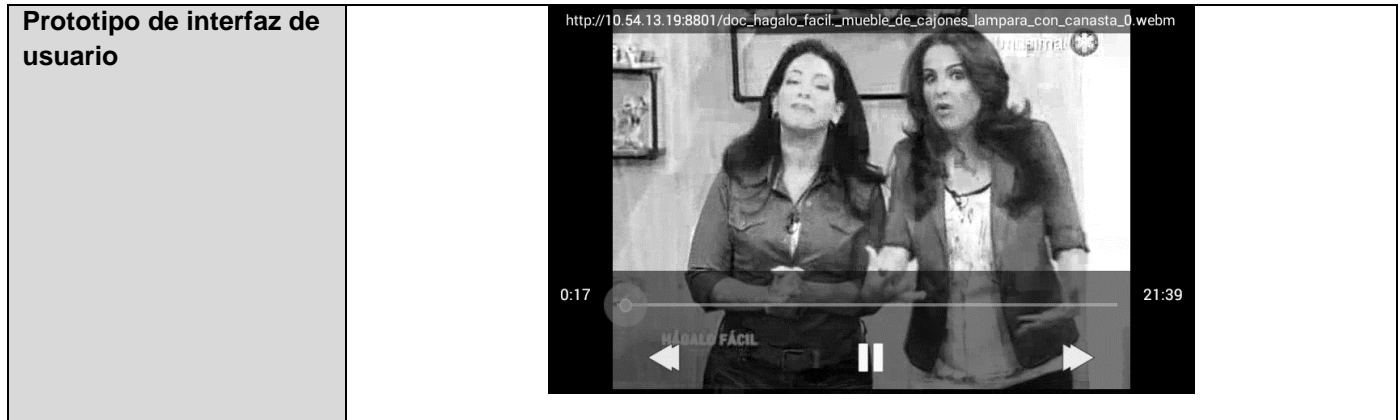 Prototipo de interfaz de
usuario
http://10.54.13.19:8801/doc_hagalo_facil._mueble_de_cajones_lampara_con_canasta_0.webm
0:17
21:39
HÁGALO FÁCIL